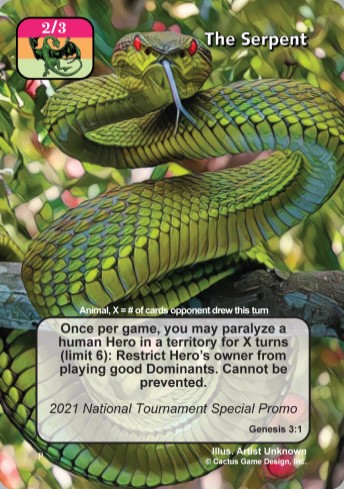 2/3
The Serpent
Animal, X = # of cards opponent drew this turn
Once per game, you may paralyze a
human Hero in a territory for X turns
(limit 6): Restrict Hero's owner from
playing good Dominants. Cannot be
prevented.
2021 National Tournament Special Promo
Genesis 3:1
Illus. Artist Unknown
© Cactus Game Design, Inc.